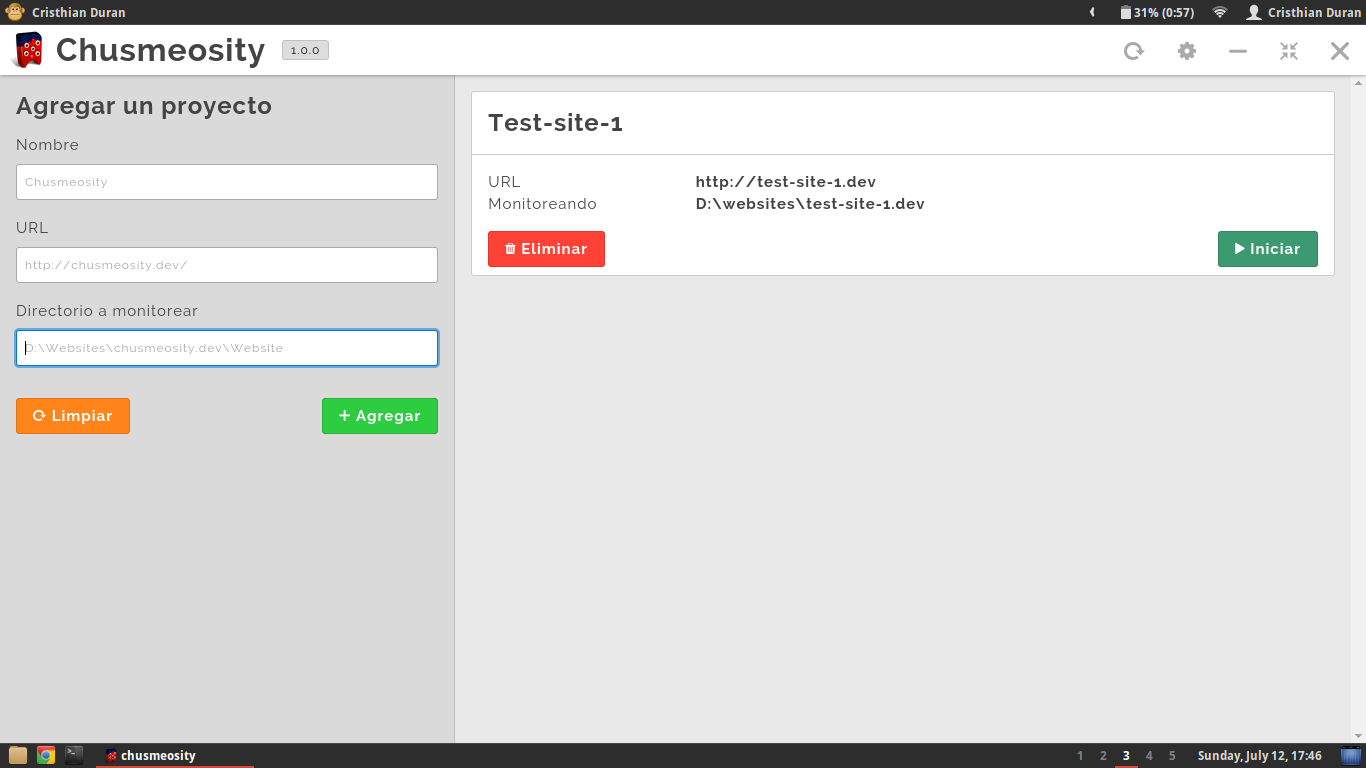 Cristhian Duran
31% (0:57)
Cristhian Duran
Chusmeosity
1.0.0
Agregar un proyecto
Nombre
Chusmeosity
URL
http://chusmeosity.dev/
Directorio a monitorear
D:\Websites\chusmeosity.dev\Website
Limpiar
Agregar
Test-site-1
URL http://test-site-1.dev
Monitoreando D:\websites\test-site-1.dev
Eliminar
Iniciar
chusmeosity
1 2 3 4 5
Sunday, July 12, 17:46